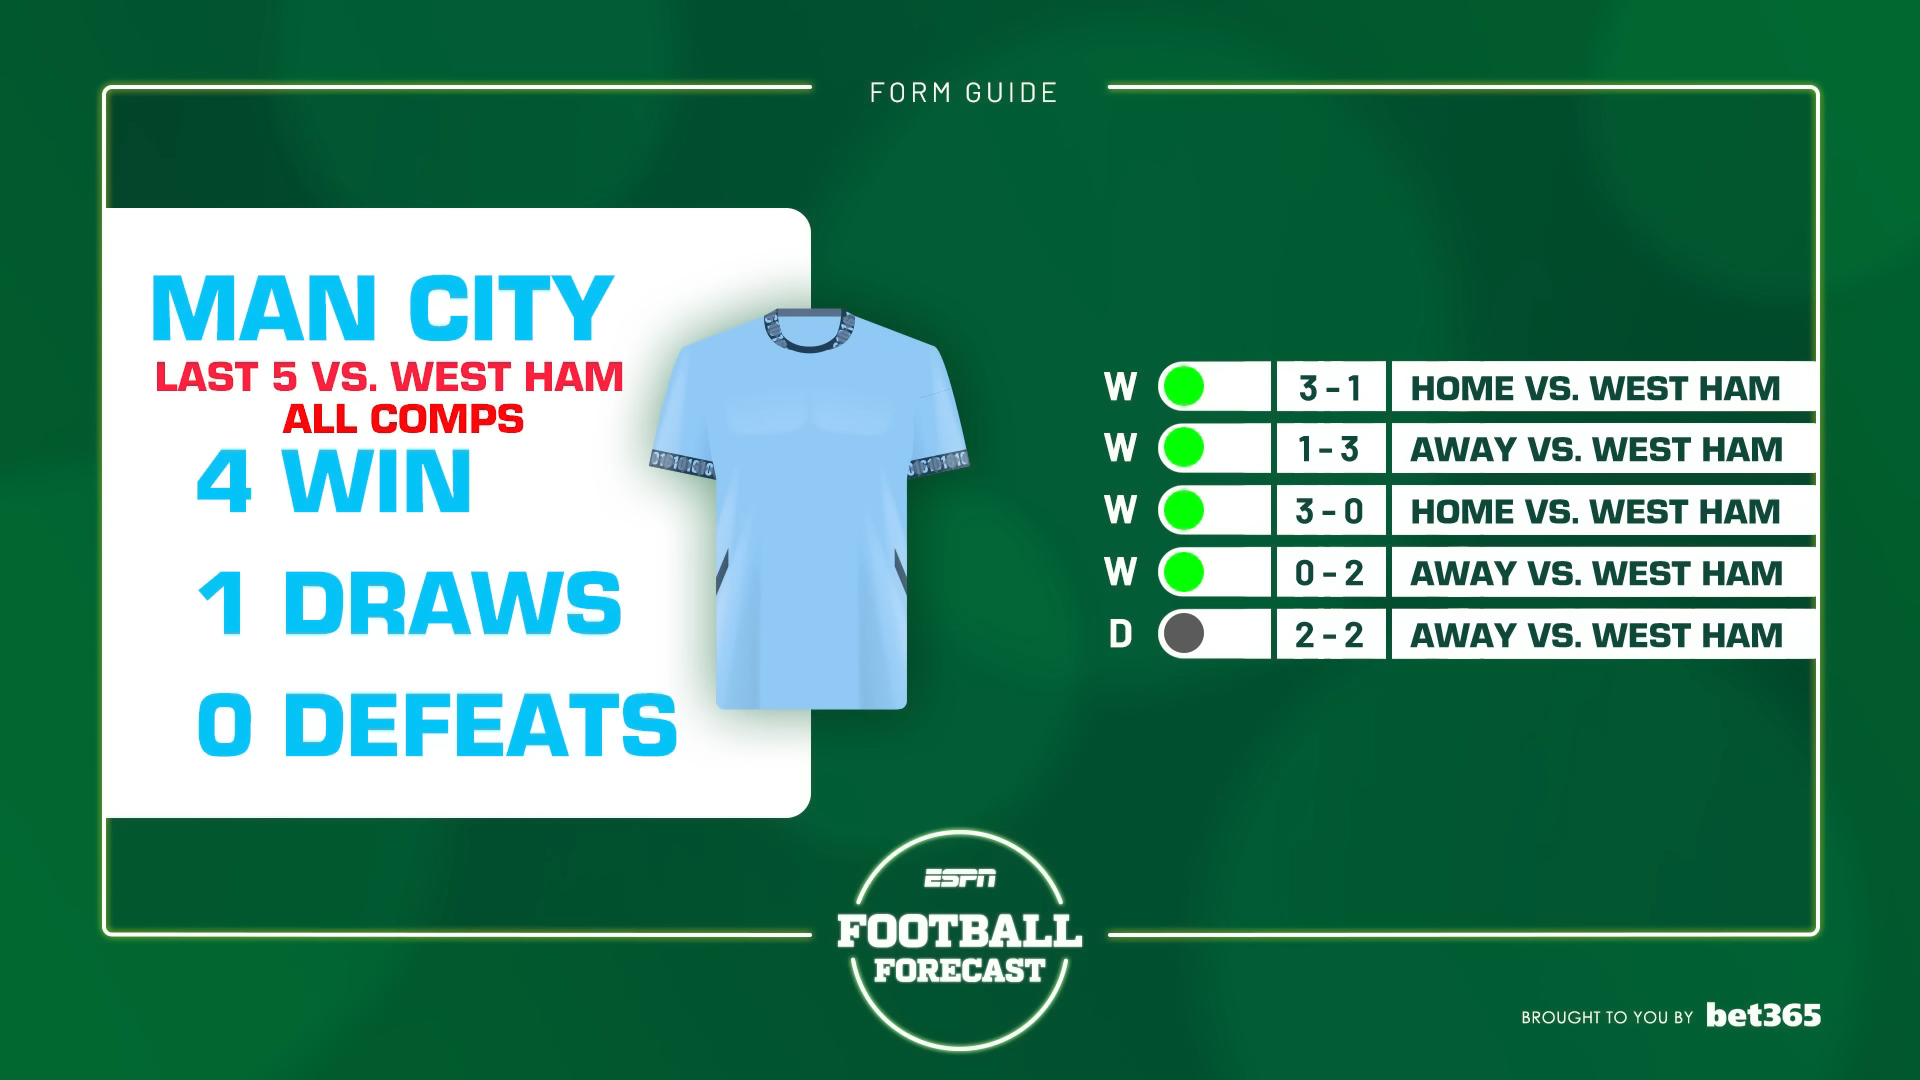 FORM GUIDE
MAN CITY
LAST 5 VS. WEST HAM
ALL COMPS
4 WIN
1 DRAWS
0 DEFEATS
W 3 - 1 HOME VS. WEST HAM
W 1 - 3 AWAY VS. WEST HAM
W 3 - 0 HOME VS. WEST HAM
W 0 - 2 AWAY VS. WEST HAM
D 2 - 2 AWAY VS. WEST HAM
ESPN
FOOTBALL
FORECAST
BROUGHT TO YOU BY bet365